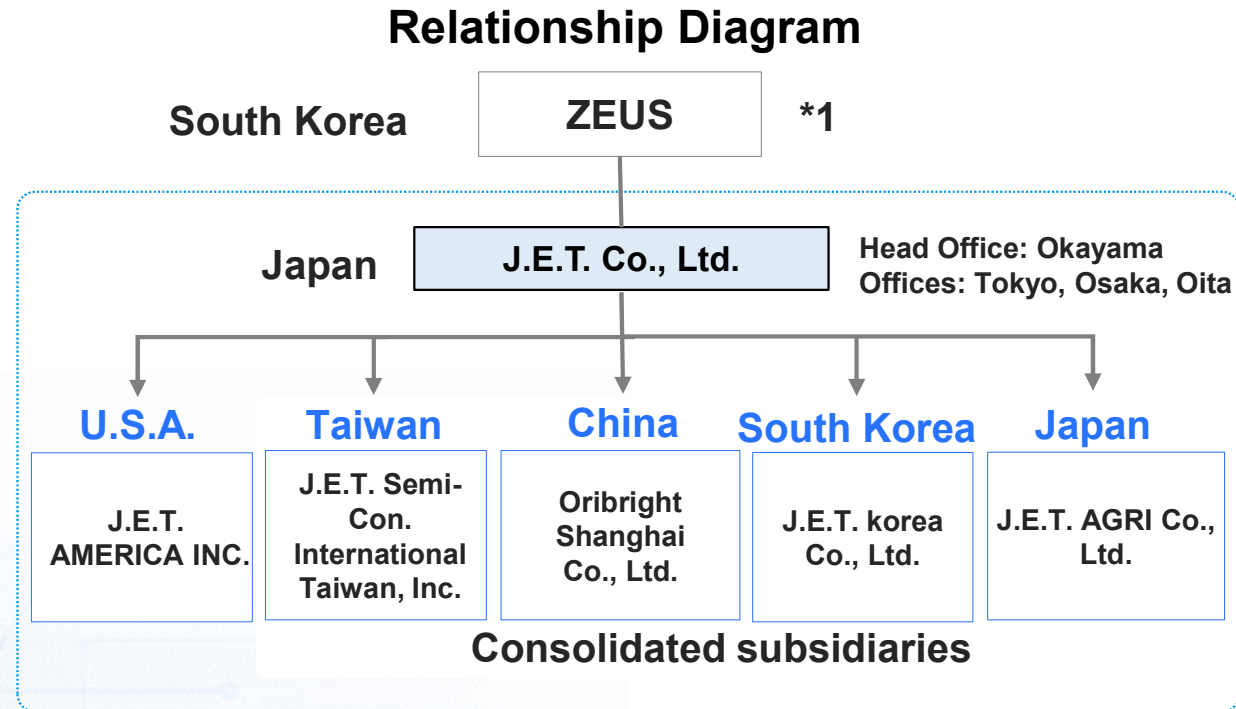 Relationship Diagram
South Korea
ZEUS
*1
Japan
J.E.T. Co., Ltd.
Head Office: Okayama
Offices: Tokyo, Osaka, Oita
U.S.A.
J.E.T.
AMERICA INC.
Taiwan
J.E.T. Semi-
Con.
International
Taiwan, Inc.
China
Oribright
Shanghai
Co., Ltd.
South Korea
J.E.T. korea
Co., Ltd.
Japan
J.E.T. AGRI Co.,
Ltd.
Consolidated subsidiaries